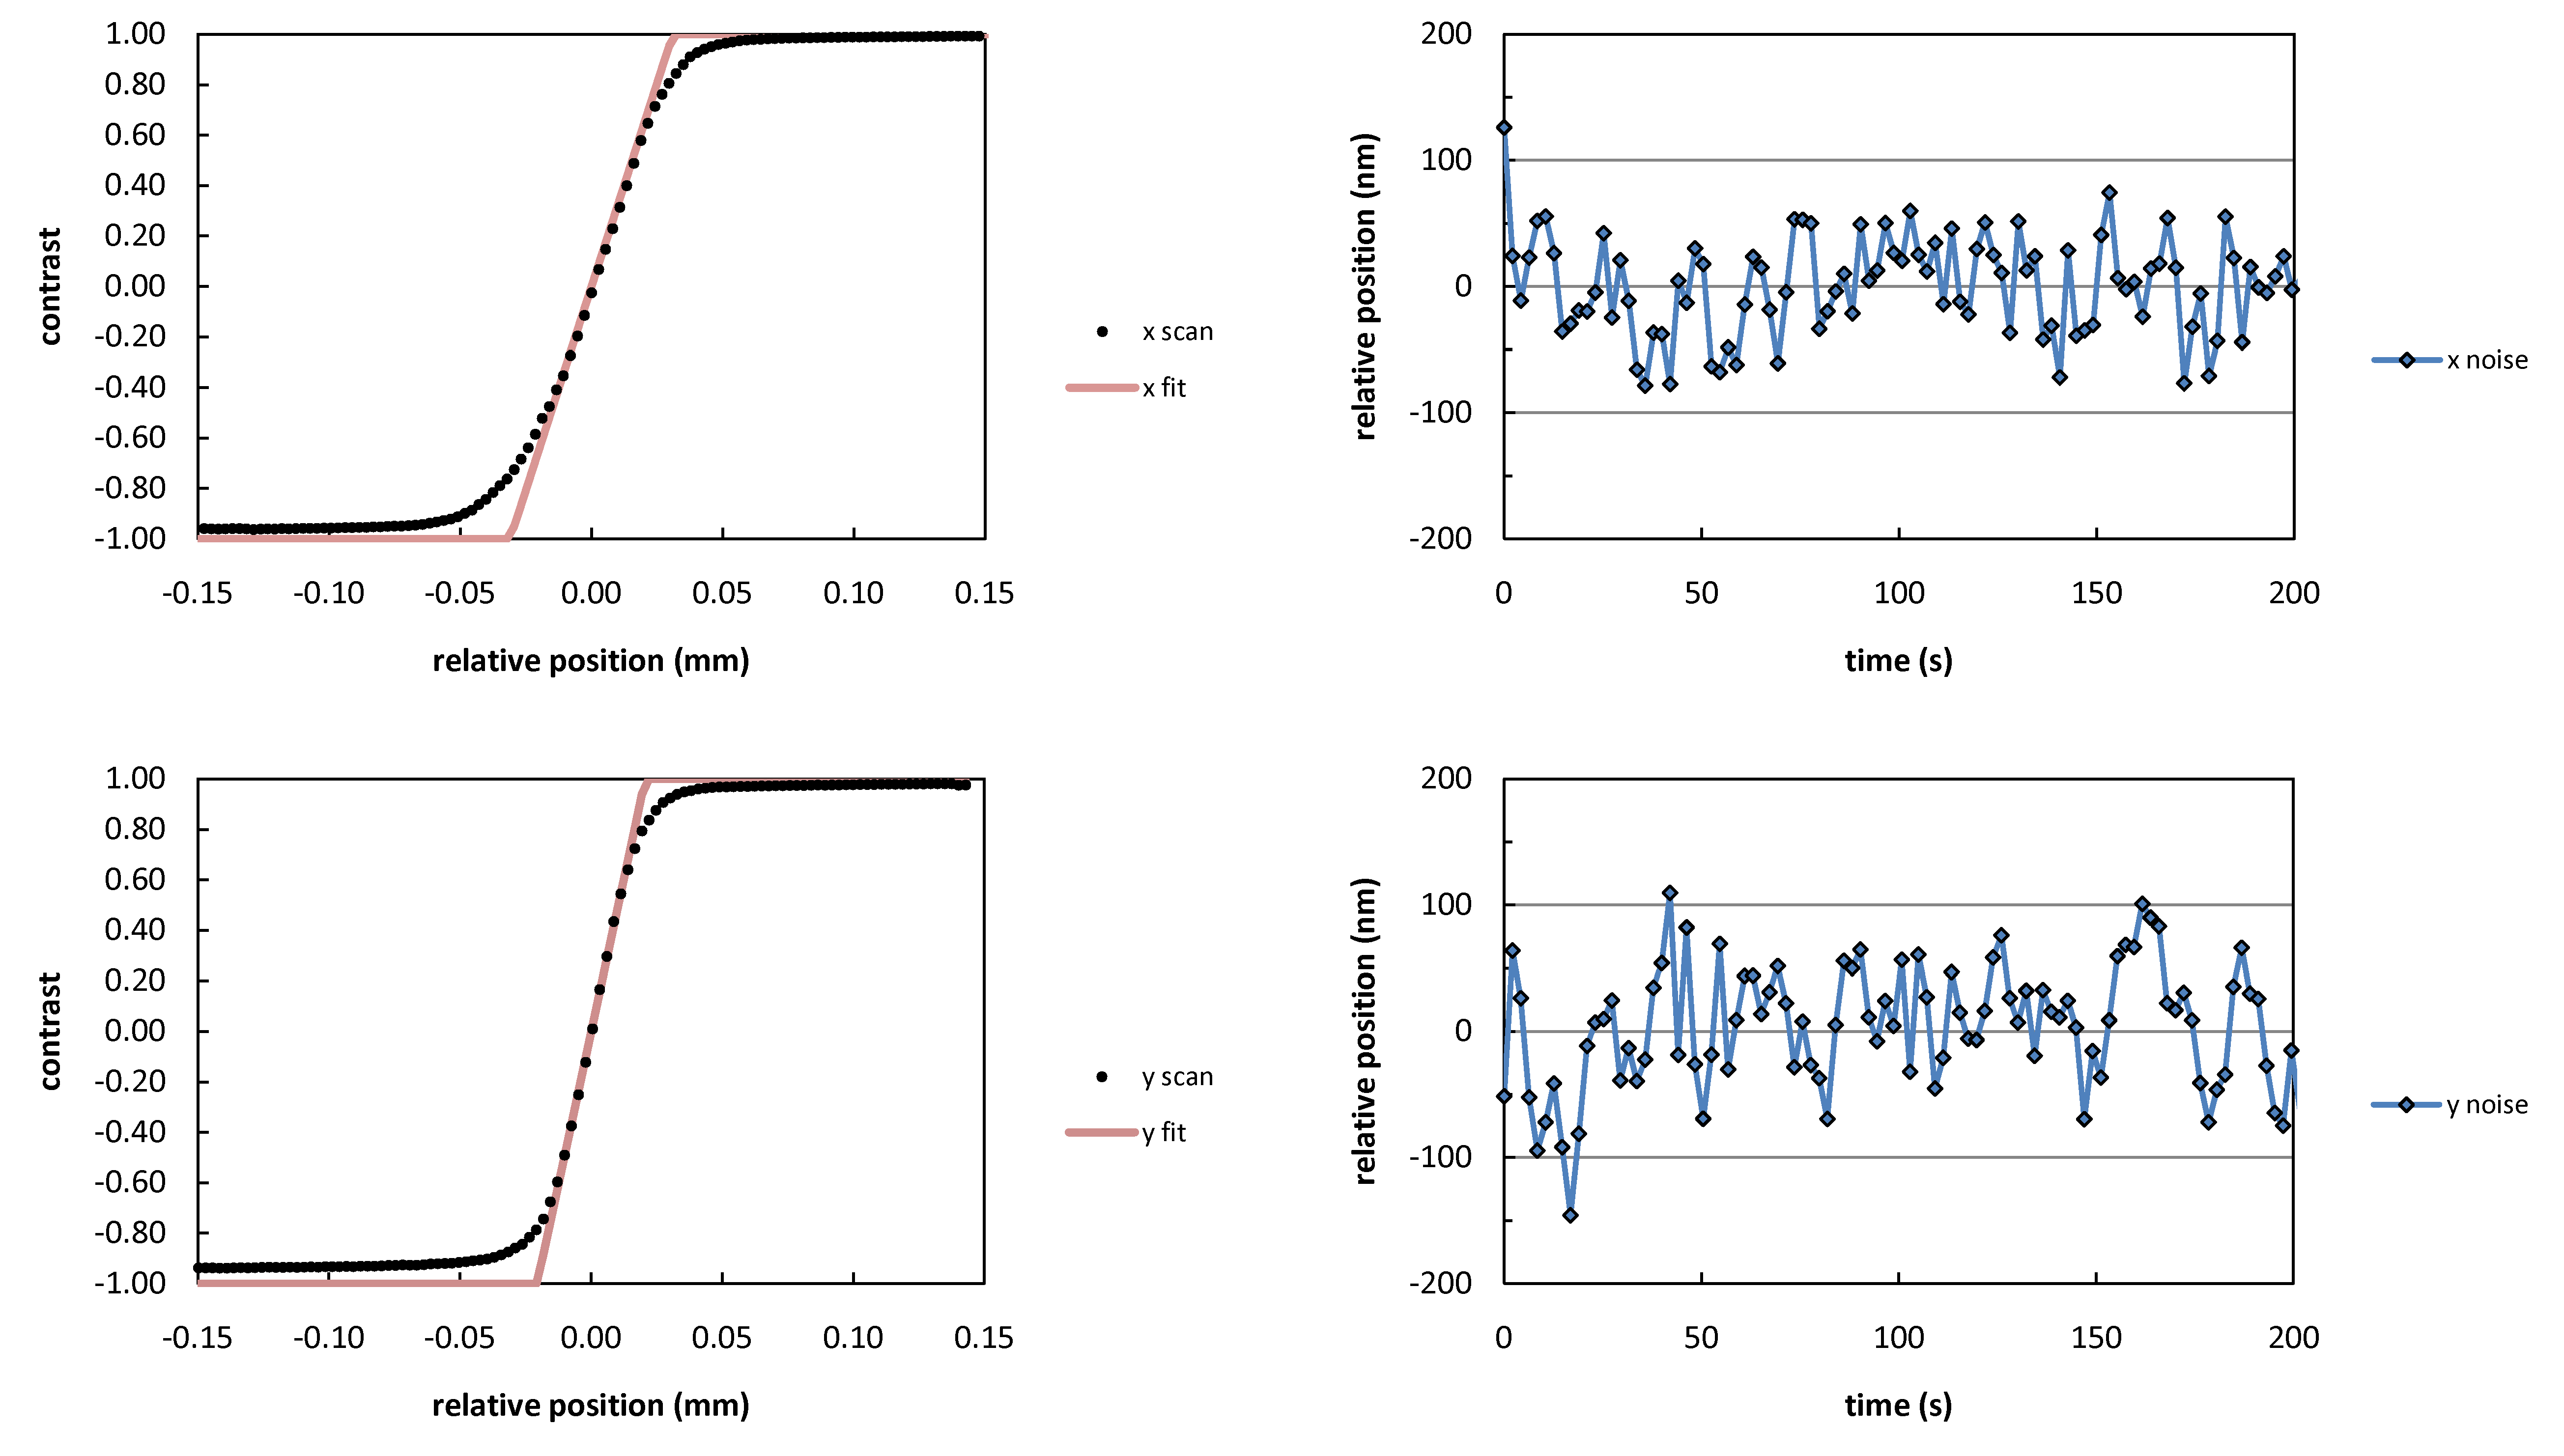 1.00
0.80
0.60
0.40
0.20
0.00
-0.20
-0.40
-0.60
-0.80
-1.00
contrast
-0.15 -0.10 -0.05 0.00 0.05 0.10 0.15
relative position (mm)
x scan
x fit
200
100
0
-100
-200
relative position (nm)
0 50 100 150 200
time (s)
x noise
1.00
0.80
0.60
0.40
0.20
0.00
-0.20
-0.40
-0.60
-0.80
-1.00
contrast
-0.15 -0.10 -0.05 0.00 0.05 0.10 0.15
relative position (mm)
y scan
y fit
200
100
0
-100
-200
relative position (nm)
0 50 100 150 200
time (s)
y noise